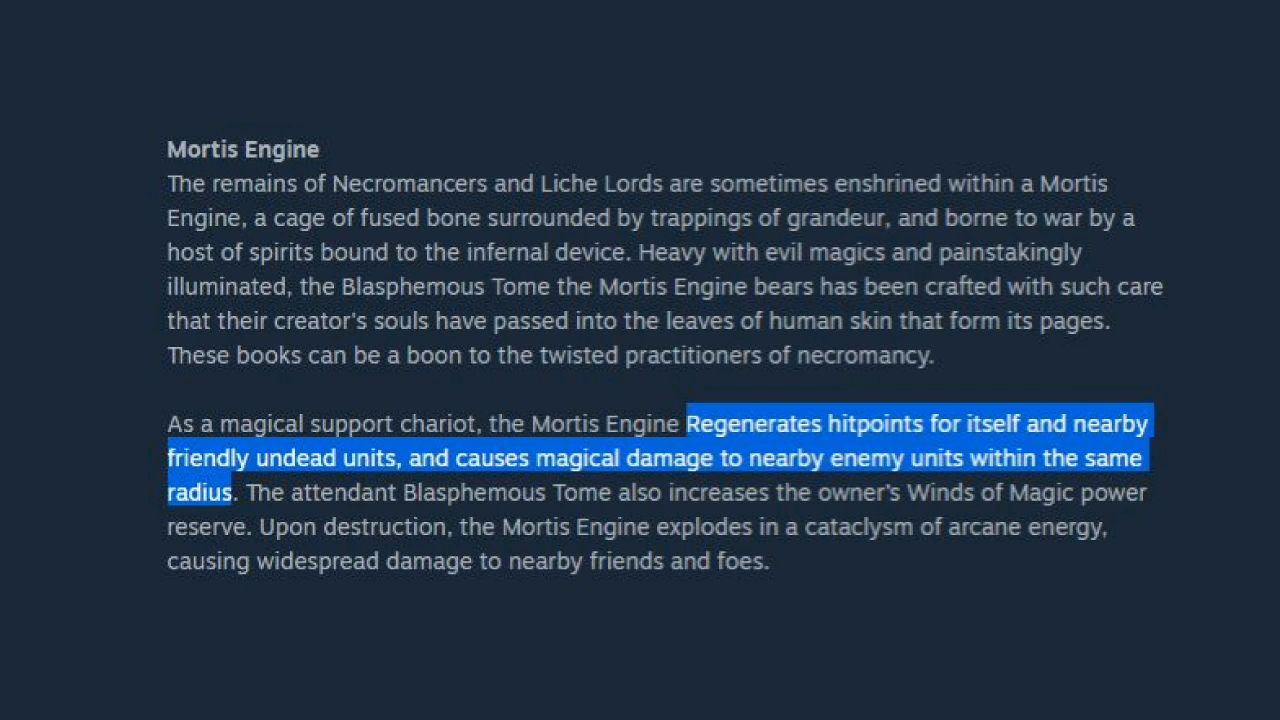 Mortis Engine
The remains of Necromancers and Liche Lords are sometimes enshrined within a Mortis
Engine, a cage of fused bone surrounded by trappings of grandeur, and borne to war by a
host of spirits bound to the infernal device. Heavy with evil magics and painstakingly
illuminated, the Blasphemous Tome the Mortis Engine bears has been crafted with such care
that their creator's souls have passed into the leaves of human skin that form its pages.
These books can be a boon to the twisted practitioners of necromancy.
As a magical support chariot, the Mortis Engine Regenerates hitpoints for itself and nearby
friendly undead units, and causes magical damage to nearby enemy units within the same
radius. The attendant Blasphemous Tome also increases the owner’s Winds of Magic power
reserve. Upon destruction, the Mortis Engine explodes in a cataclysm of arcane energy,
causing widespread damage to nearby friends and foes.